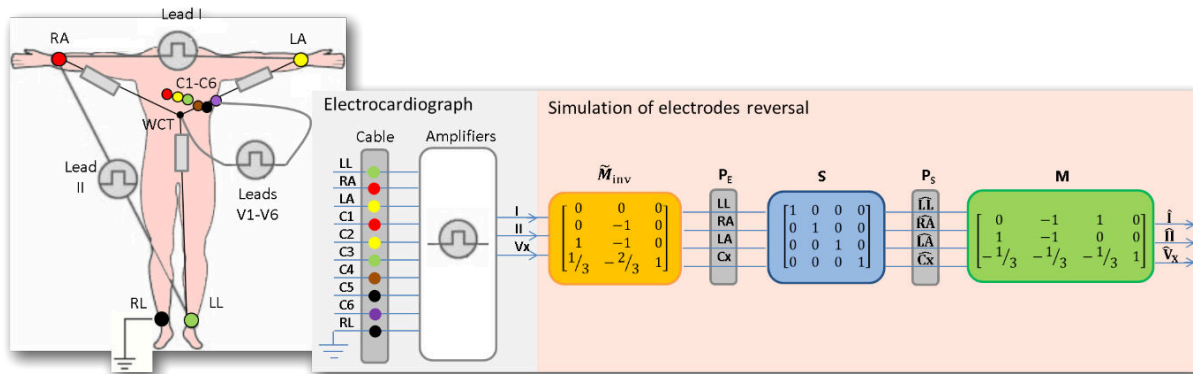 Lead I
RA
LA
C1-C6
WCT
Lead
II
Leads
V1-V6
RL
LL
Electrocardiograph
Cable
Amplifiers
LL
RA
LA
C1
C2
C3
C4
C5
C6
RL
I
II
Vx
Simulation of electrodes reversal
M̃inv
0 0 0
0 -1 0
1 -1 0
1/3 -2/3 1
PE
LL
RA
LA
Cx
S
1 0 0 0
0 1 0 0
0 0 1 0
0 0 0 1
PS
L̂L
R̂A
L̂A
Ĉx
M
0 -1 1 0
1 -1 0 0
-1/3 -1/3 -1/3 1
Î
ÎI
V̂x